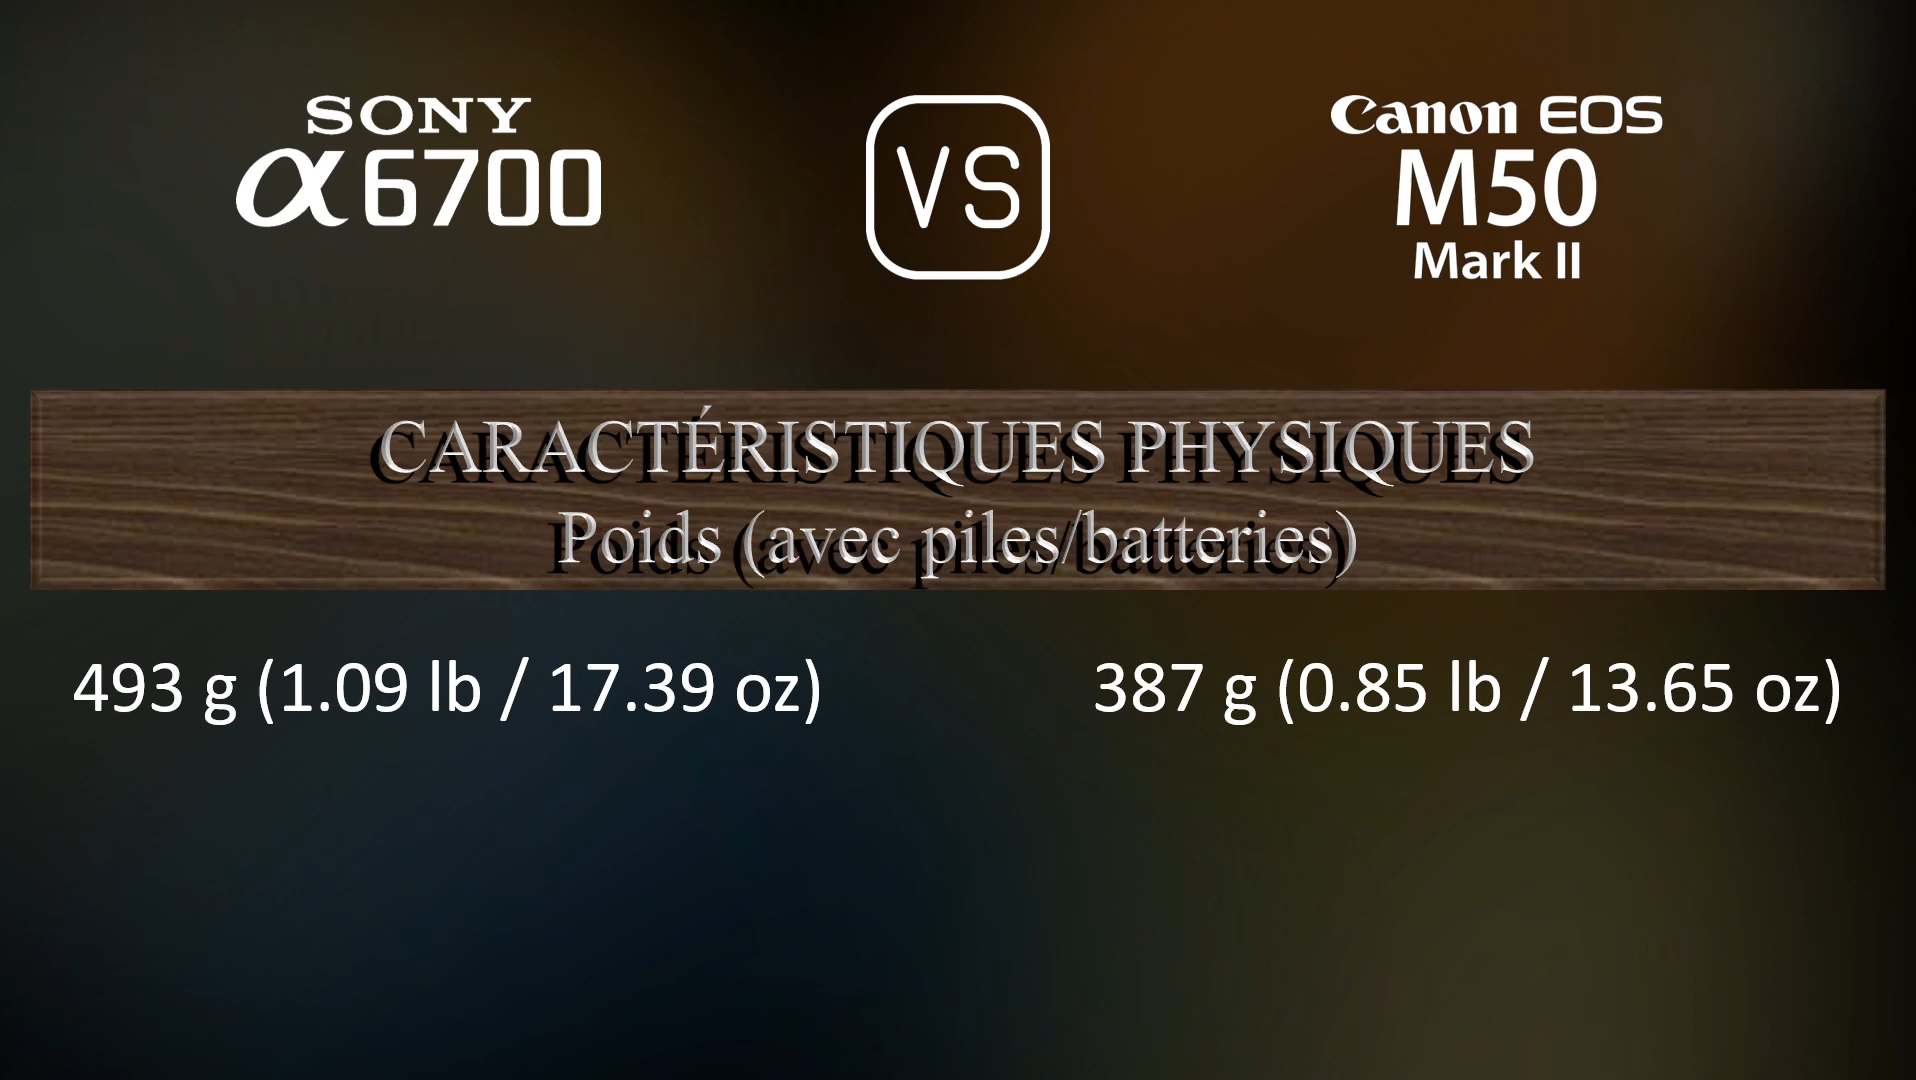 SONY
α6700
VS
Canon EOS
M50
Mark II
CARACTÉRISTIQUES PHYSIQUES
Poids (avec piles/batteries)
493 g (1.09 lb / 17.39 oz)
387 g (0.85 lb / 13.65 oz)